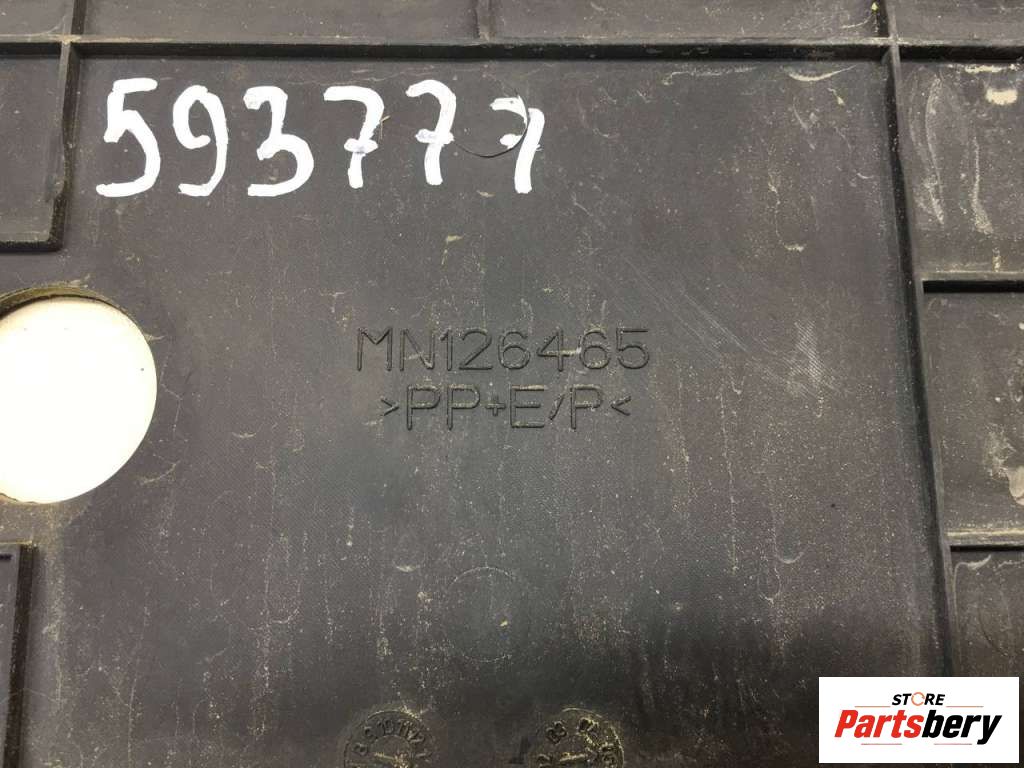 593777
MN126465
>PP+E/P<
STORE
Partsbery